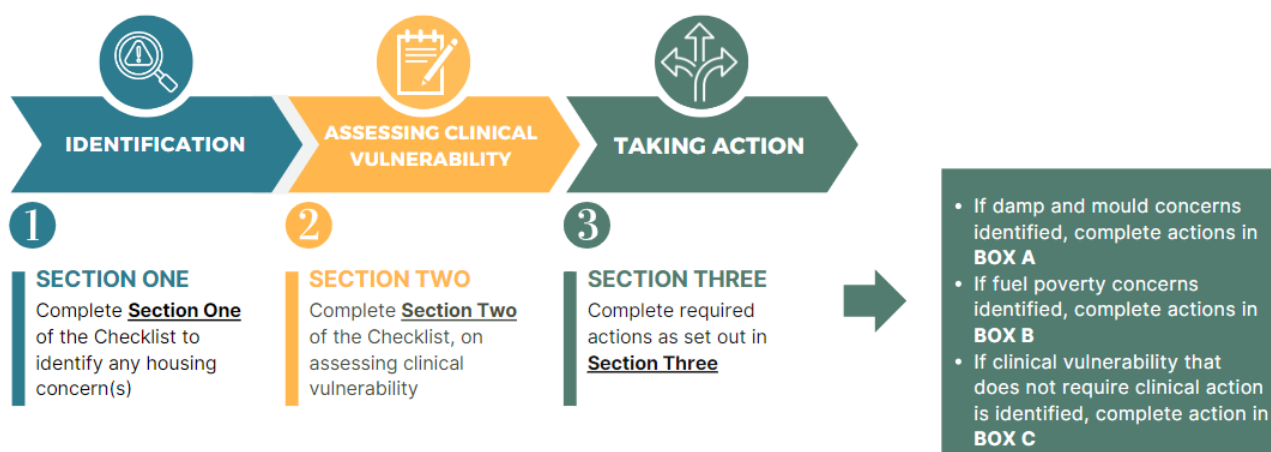 IDENTIFICATION
ASSESSING CLINICAL
VULNERABILITY
TAKING ACTION
1
SECTION ONE
Complete Section One
of the Checklist to
identify any housing
concern(s)
2
SECTION TWO
Complete Section Two
of the Checklist, on
assessing clinical
vulnerability
3
SECTION THREE
Complete required
actions as set out in
Section Three
• If damp and mould concerns
identified, complete actions in
BOX A
• If fuel poverty concerns
identified, complete actions in
BOX B
• If clinical vulnerability that
does not require clinical action
is identified, complete action in
BOX C